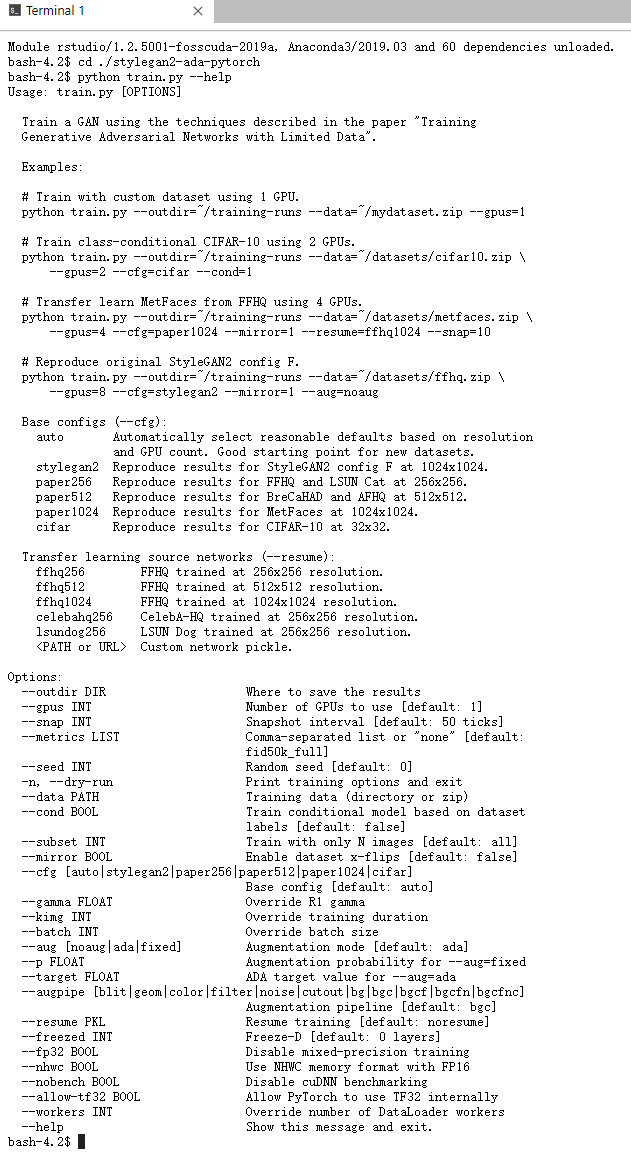 Terminal 1
Module rstudio/1.2.5001-fosscuda-2019a, Anaconda3/2019.03 and 60 dependencies unloaded.
bash-4.2$ cd ./stylegan2-ada-pytorch
bash-4.2$ python train.py --help
Usage: train.py [OPTIONS]
Train a GAN using the techniques described in the paper "Training
Generative Adversarial Networks with Limited Data".
Examples:
# Train with custom dataset using 1 GPU.
python train.py --outdir=~/training-runs --data=~/mydataset.zip --gpus=1
# Train class-conditional CIFAR-10 using 2 GPUs.
python train.py --outdir=~/training-runs --data=~/datasets/cifar10.zip \
--gpus=2 --cfg=cifar --cond=1
# Transfer learn MetFaces from FFHQ using 4 GPUs.
python train.py --outdir=~/training-runs --data=~/datasets/metfaces.zip \
--gpus=4 --cfg=paper1024 --mirror=1 --resume=ffhq1024 --snap=10
# Reproduce original StyleGAN2 config F.
python train.py --outdir=~/training-runs --data=~/datasets/ffhq.zip \
--gpus=8 --cfg=stylegan2 --mirror=1 --aug=noaug
Base configs (--cfg):
auto Automatically select reasonable defaults based on resolution
and GPU count. Good starting point for new datasets.
stylegan2 Reproduce results for StyleGAN2 config F at 1024x1024.
paper256 Reproduce results for FFHQ and LSUN Cat at 256x256.
paper512 Reproduce results for BreCaHAD and AFHQ at 512x512.
paper1024 Reproduce results for MetFaces at 1024x1024.
cifar Reproduce results for CIFAR-10 at 32x32.
Transfer learning source networks (--resume):
ffhq256 FFHQ trained at 256x256 resolution.
ffhq512 FFHQ trained at 512x512 resolution.
ffhq1024 FFHQ trained at 1024x1024 resolution.
celebahq256 CelebA-HQ trained at 256x256 resolution.
lsundog256 LSUN Dog trained at 256x256 resolution.
<PATH or URL> Custom network pickle.
Options:
--outdir DIR Where to save the results
--gpus INT Number of GPUs to use [default: 1]
--snap INT Snapshot interval [default: 50 ticks]
--metrics LIST Comma-separated list or "none" [default:
fid50k_full]
--seed INT Random seed [default: 0]
-n, --dry-run Print training options and exit
--data PATH Training data (directory or zip)
--cond BOOL Train conditional model based on dataset
labels [default: false]
--subset INT Train with only N images [default: all]
--mirror BOOL Enable dataset x-flips [default: false]
--cfg [auto|stylegan2|paper256|paper512|paper1024|cifar]
Base config [default: auto]
--gamma FLOAT Override R1 gamma
--kimg INT Override training duration
--batch INT Override batch size
--aug [noaug|ada|fixed] Augmentation mode [default: ada]
--p FLOAT Augmentation probability for --aug=fixed
--target FLOAT ADA target value for --aug=ada
--augpipe [blit|geom|color|filter|noise|cutout|bg|bgc|bgcf|bgcfn|bgcfnc]
Augmentation pipeline [default: bgc]
--resume PKL Resume training [default: noresume]
--freezed INT Freeze-D [default: 0 layers]
--fp32 BOOL Disable mixed-precision training
--nhwc BOOL Use NHWC memory format with FP16
--nobench BOOL Disable cuDNN benchmarking
--allow-tf32 BOOL Allow PyTorch to use TF32 internally
--workers INT Override number of DataLoader workers
--help Show this message and exit.
bash-4.2$